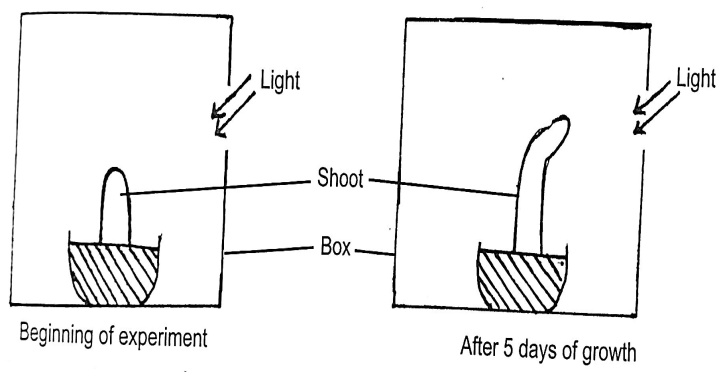 Light
Light
Shoot
Box
Beginning of experiment
After 5 days of growth